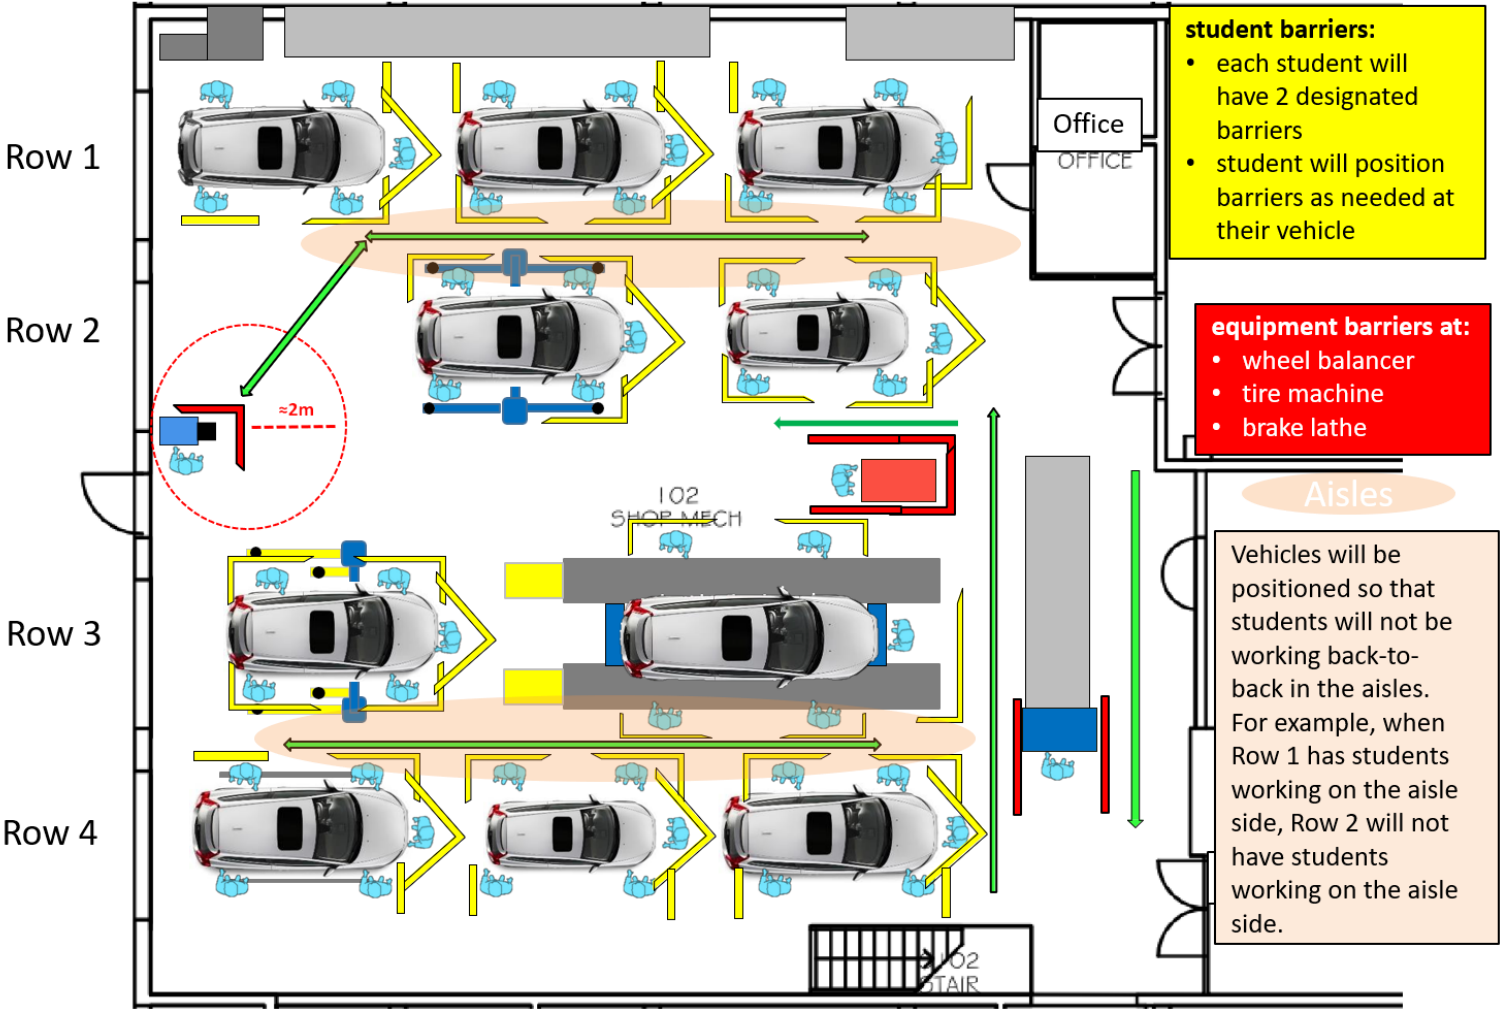 student barriers:
• each student will
have 2 designated
barriers
• student will position
barriers as needed at
their vehicle
Office
OFFICE
Row 1
Row 2
equipment barriers at:
• wheel balancer
• tire machine
• brake lathe
≈2m
102
SHOP MECH
Aisles
Vehicles will be
positioned so that
students will not be
working back-to-
back in the aisles.
For example, when
Row 1 has students
working on the aisle
side, Row 2 will not
have students
working on the aisle
side.
Row 3
Row 4
102
STAIR